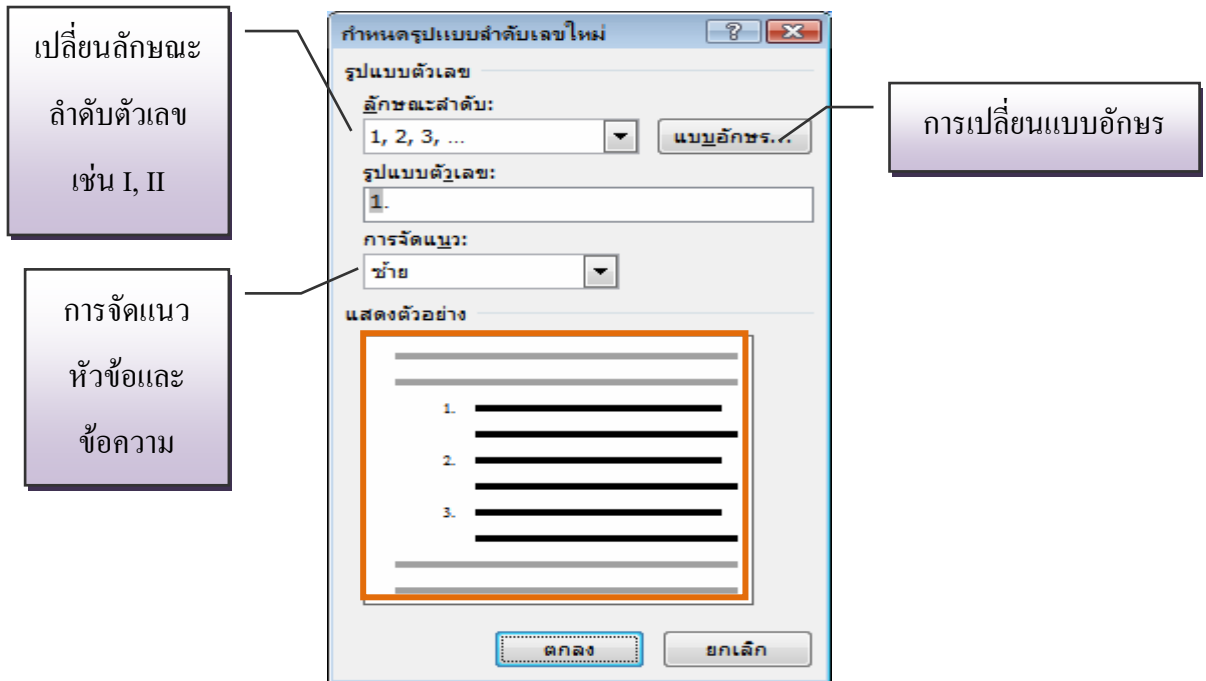 เปลี่ยนลักษณะ
ลำดับตัวเลข
เช่น I, II
การจัดแนว
หัวข้อและ
ข้อความ
กำหนดรูปแบบลำดับเลขใหม่
รูปแบบตัวเลข
ลักษณะลำดับ:
1, 2, 3, ...
แบบอักษร...
รูปแบบตัวเลข:
1.
การจัดแนว:
ซ้าย
แสดงตัวอย่าง
1.
2.
3.
ตกลง
ยกเลิก
การเปลี่ยนแบบอักษร